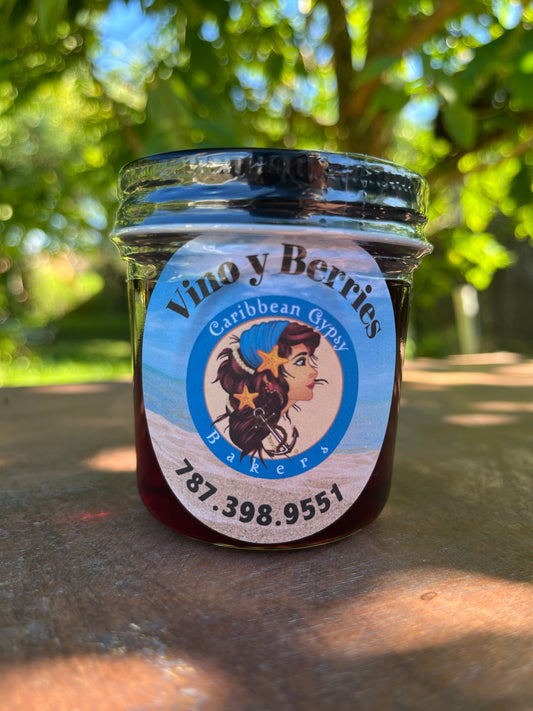 Vino y Berries
Caribbean Gypsy
Bakers
787.398.9551